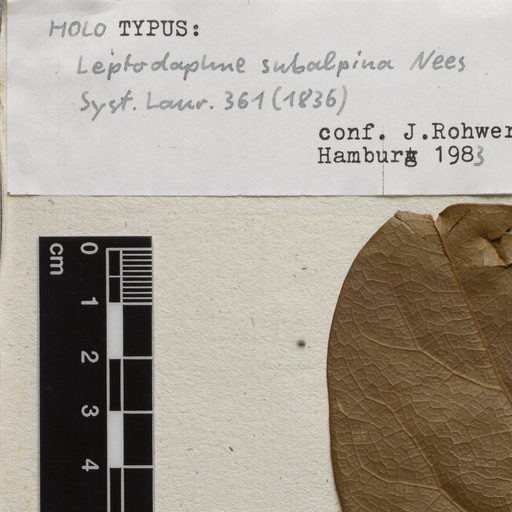 HOLO TYPUS:
Leptodaphne subalpina Nees
Syst. Laur. 361 (1836)
conf. J.Rohwer
Hamburg 1983
cm
0
1
2
3
4